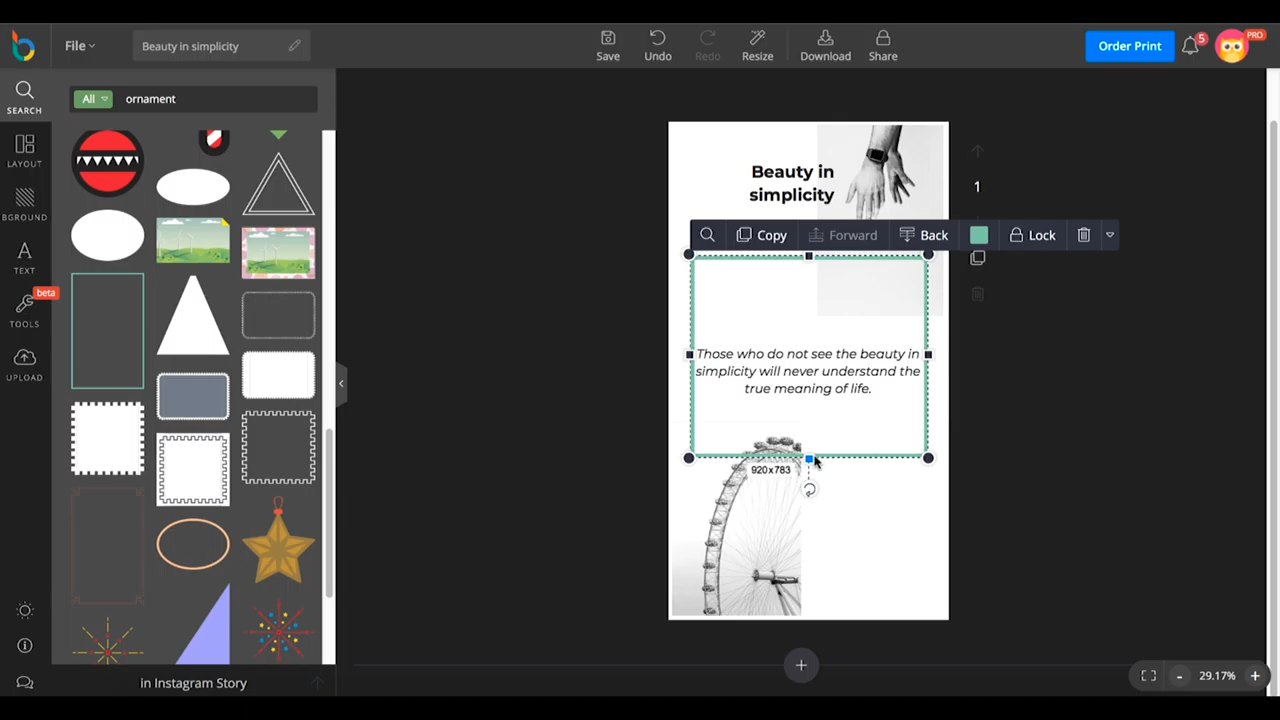 File
Beauty in simplicity
Save
Undo
Redo
Resize
Download
Share
Order Print
5
PRO
SEARCH
All
ornament
LAYOUT
BGROUND
TEXT
beta
TOOLS
UPLOAD
Beauty in
simplicity
1
Copy
Forward
Back
Lock
Those who do not see the beauty in
simplicity will never understand the
true meaning of life.
920x783
in Instagram Story
29.17%